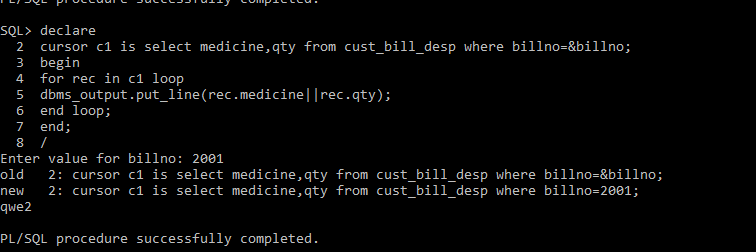 PL/SQL procedure successfully completed.
SQL> declare
  2  cursor c1 is select medicine,qty from cust_bill_desp where billno=&billno;
  3  begin
  4  for rec in c1 loop
  5  dbms_output.put_line(rec.medicine||rec.qty);
  6  end loop;
  7  end;
  8  /
Enter value for billno: 2001
old   2: cursor c1 is select medicine,qty from cust_bill_desp where billno=&billno;
new   2: cursor c1 is select medicine,qty from cust_bill_desp where billno=2001;
qwe2
PL/SQL procedure successfully completed.